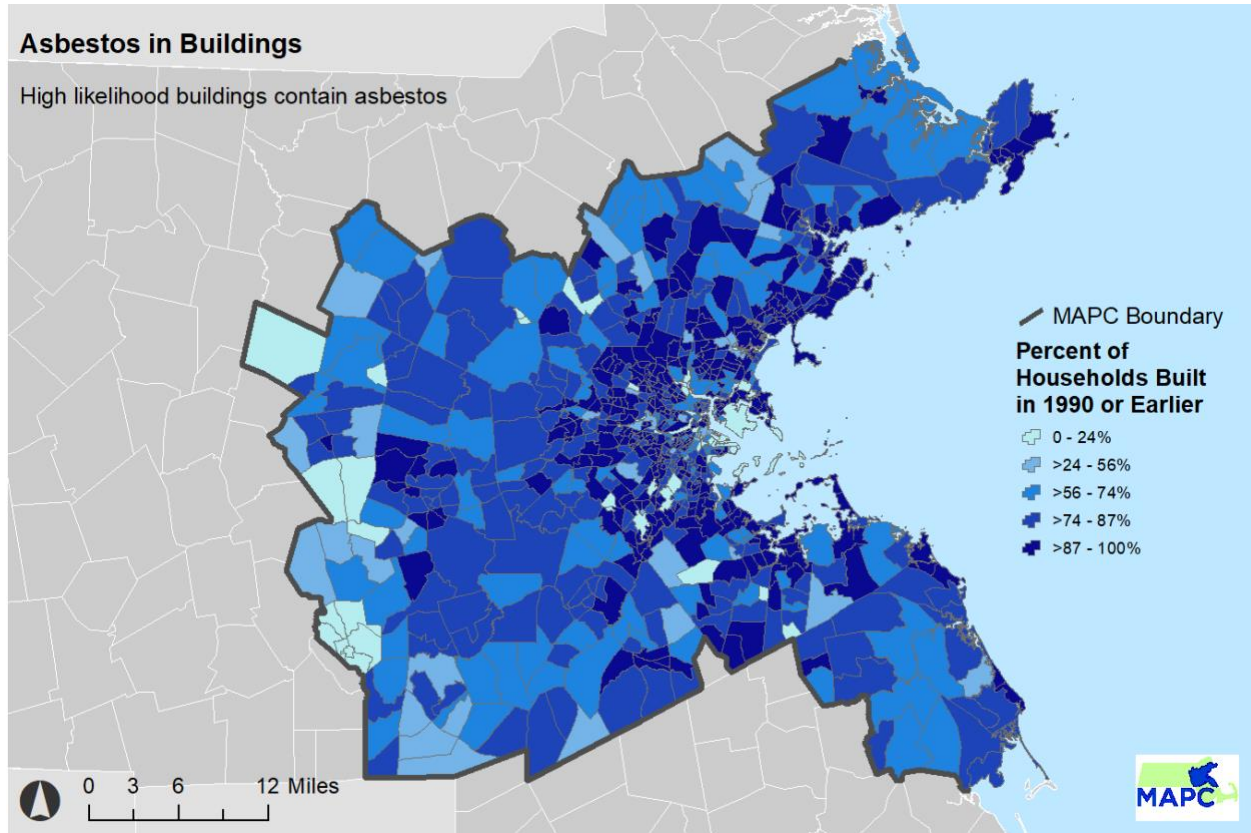 Asbestos in Buildings
High likelihood buildings contain asbestos
MAPC Boundary
Percent of
Households Built
in 1990 or Earlier
0 - 24%
>24 - 56%
>56 - 74%
>74 - 87%
>87 - 100%
0 3 6 12 Miles
MAPC